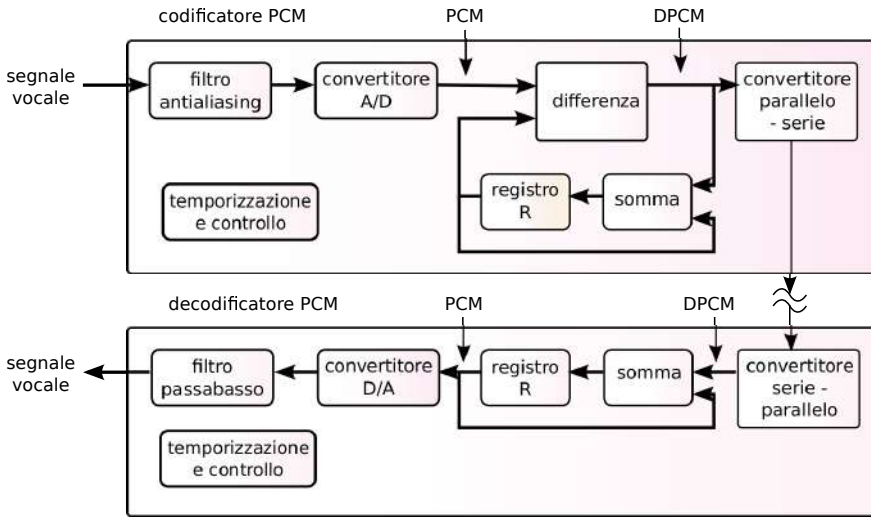 codificatore PCM
PCM
DPCM
segnale
vocale
filtro
antialiasing
convertitore
A/D
differenza
convertitore
parallelo
- serie
temporizzazione
e controllo
registro
R
somma
decodificatore PCM
PCM
DPCM
segnale
vocale
filtro
passabasso
convertitore
D/A
registro
R
somma
convertitore
serie -
parallelo
temporizzazione
e controllo